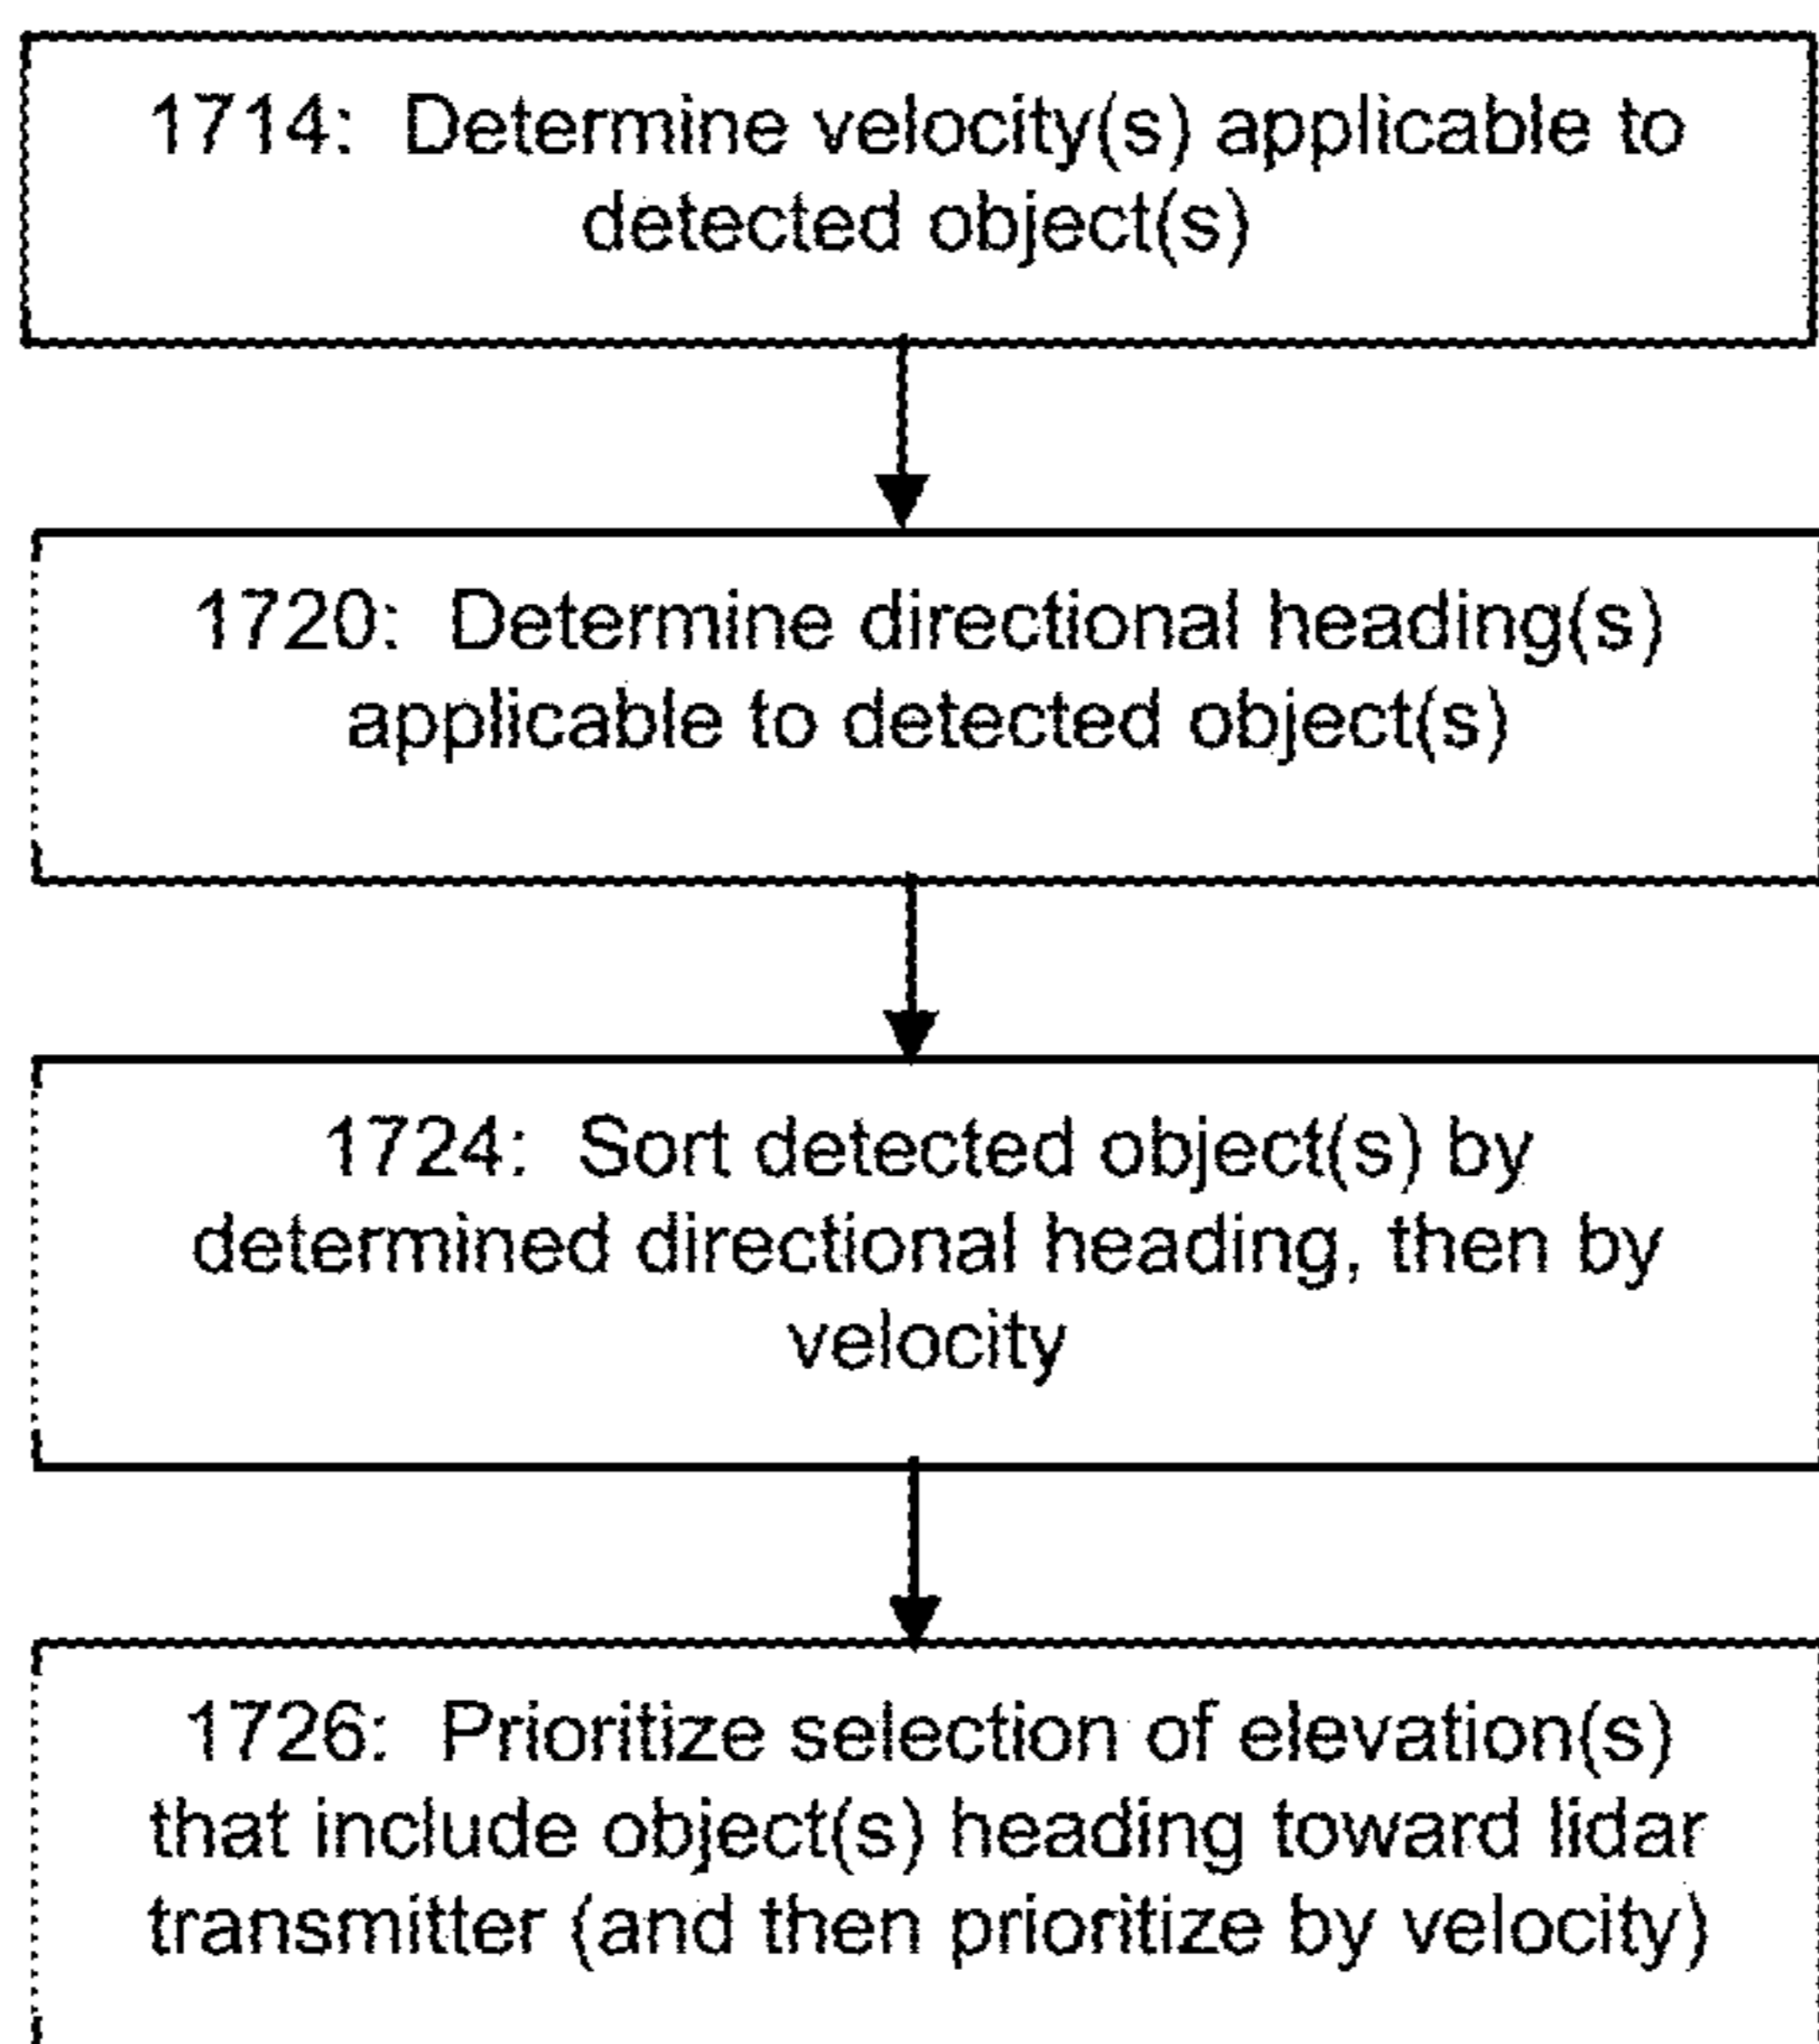 1714: Determine velocity(s) applicable to
detected object(s)
1720: Determine directional heading(s)
applicable to detected object(s)
1724: Sort detected object(s) by
determined directional heading, then by
velocity
1726: Prioritize selection of elevation(s)
that include object(s) heading toward lidar
transmitter (and then prioritize by velocity)